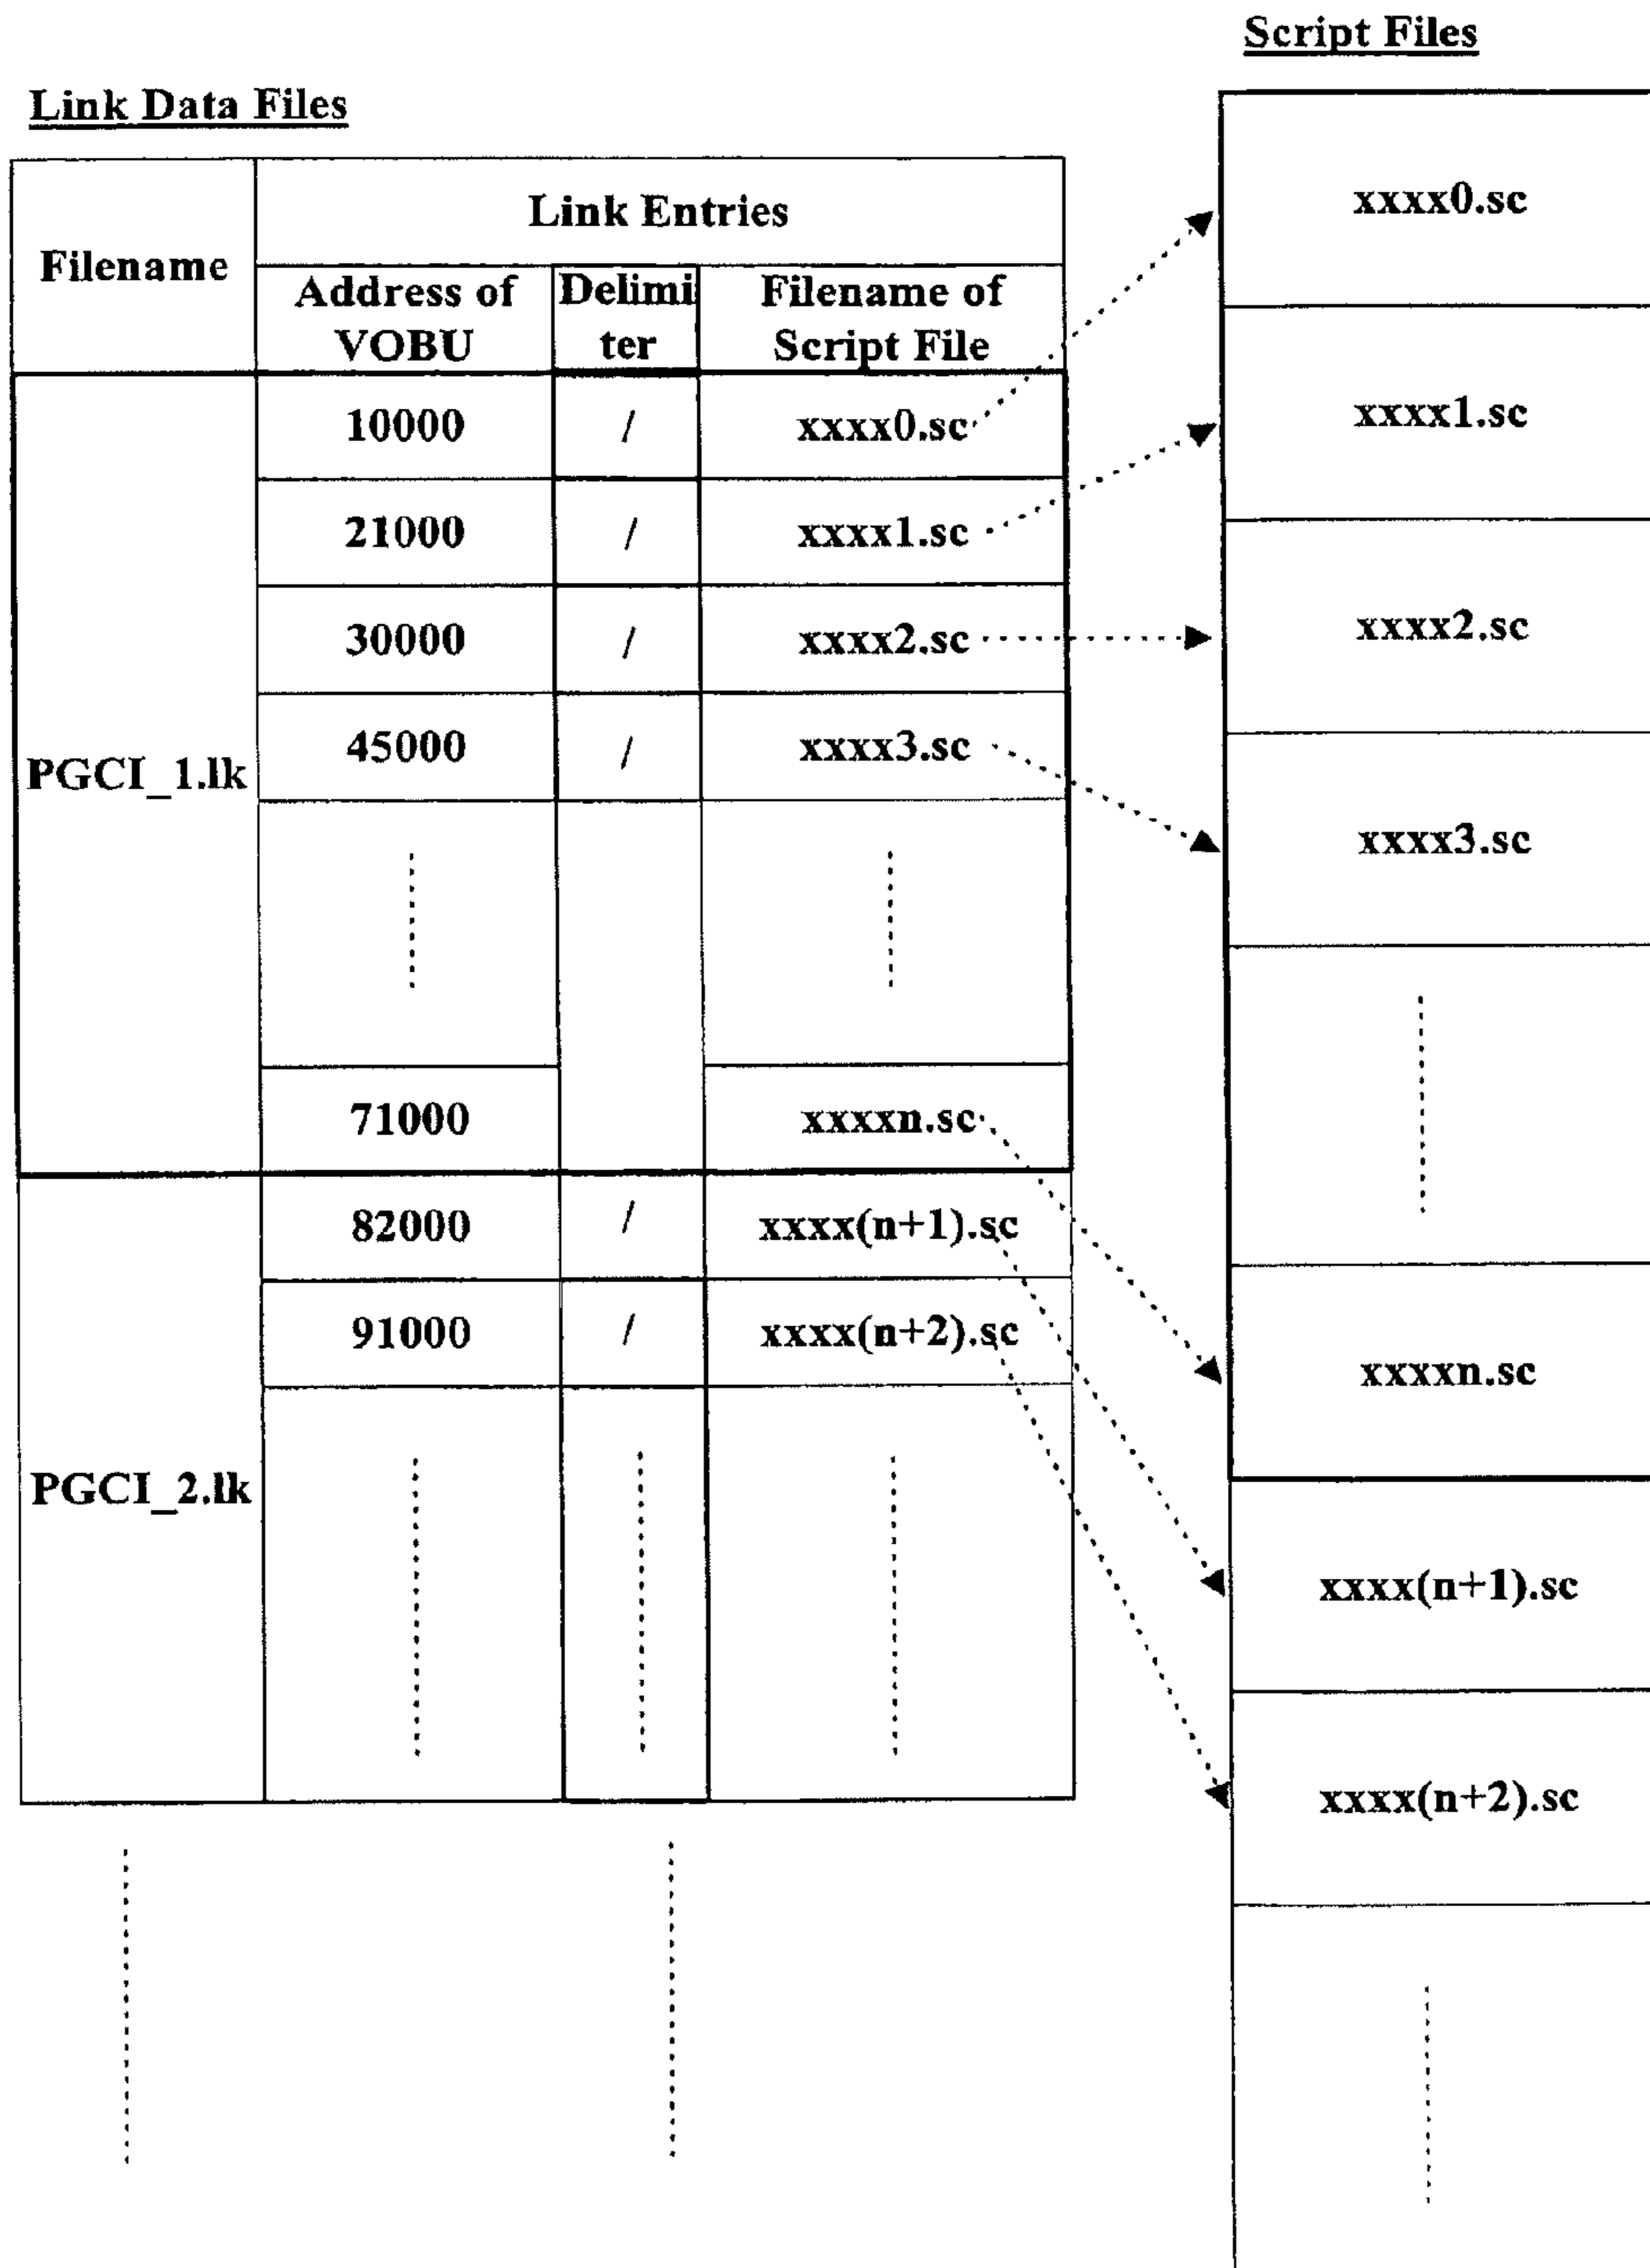 Script Files
Link Data Files
Filename
Link Entries
Address of
VOBU
Delimi
ter
Filename of
Script File
PGCI_1.lk
10000 / xxxx0.sc
21000 / xxxx1.sc
30000 / xxxx2.sc
45000 / xxxx3.sc
71000 xxxxn.sc
PGCI_2.lk
82000 / xxxx(n+1).sc
91000 / xxxx(n+2).sc
xxxx0.sc
xxxx1.sc
xxxx2.sc
xxxx3.sc
xxxxn.sc
xxxx(n+1).sc
xxxx(n+2).sc